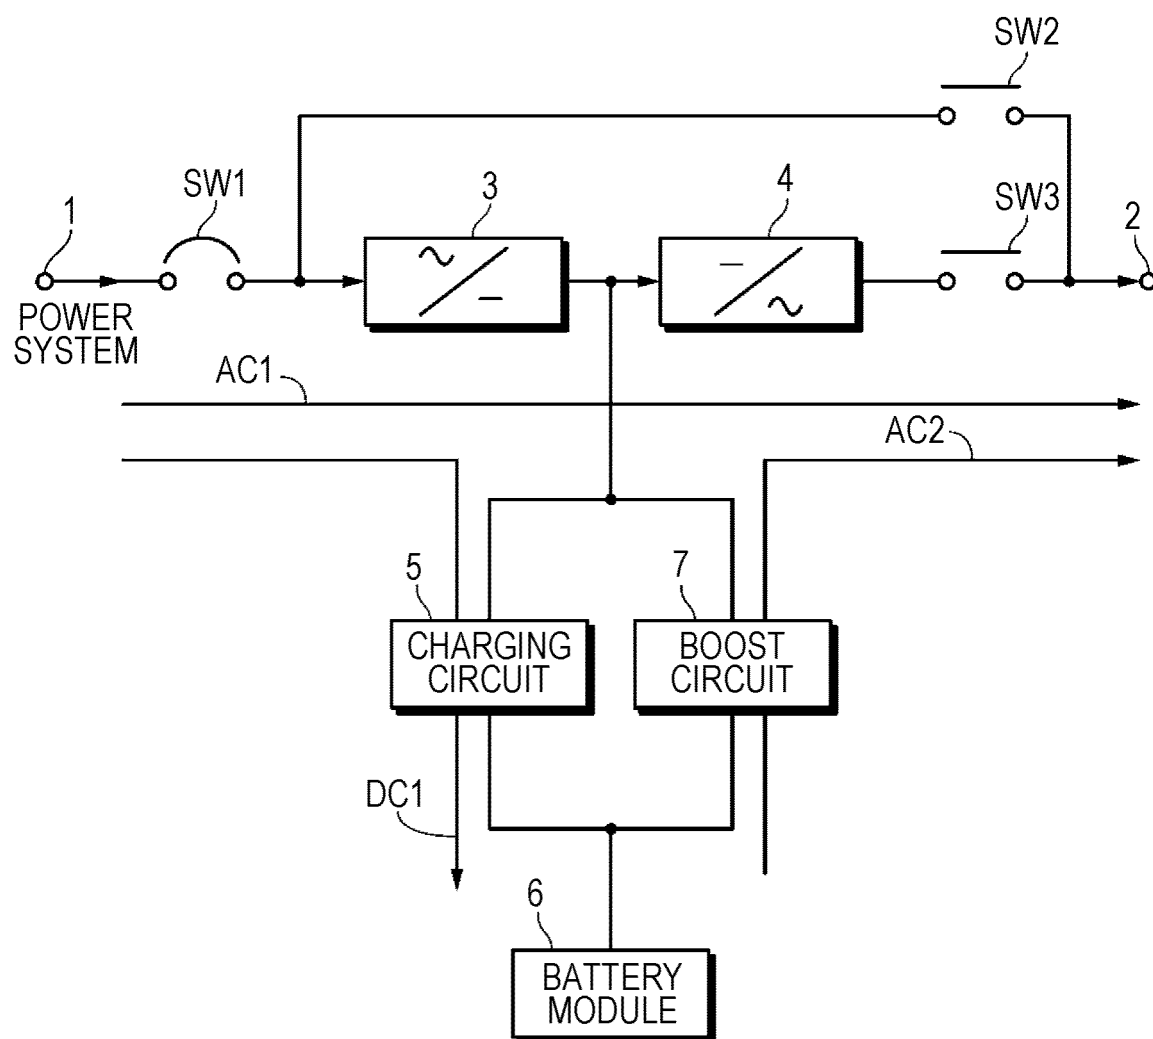 SW2
SW1
3
4
SW3
1
2
POWER
SYSTEM
AC1
AC2
5
7
CHARGING
CIRCUIT
BOOST
CIRCUIT
DC1
6
BATTERY
MODULE